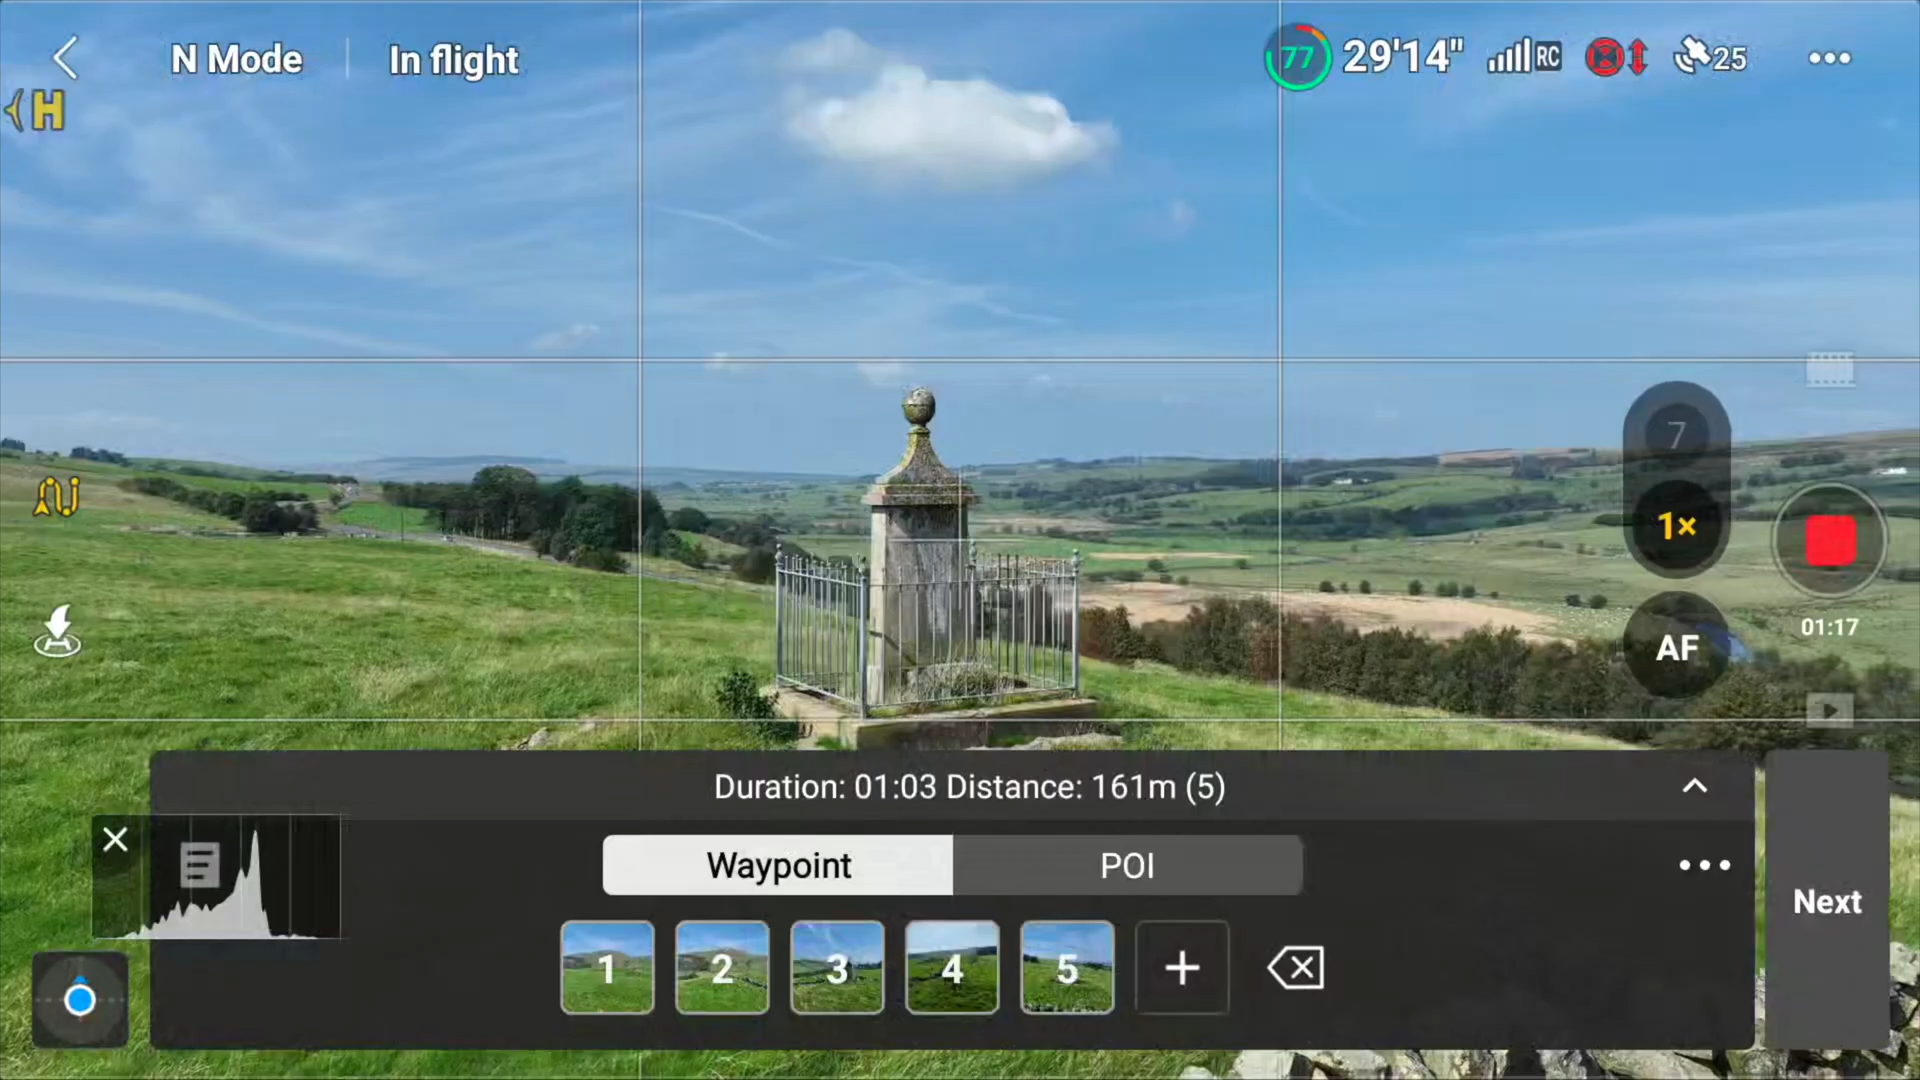 N Mode
In flight
77
29'14"
RC
25
H
7
1×
AF
01:17
Duration: 01:03 Distance: 161m (5)
Waypoint
POI
Next
1
2
3
4
5